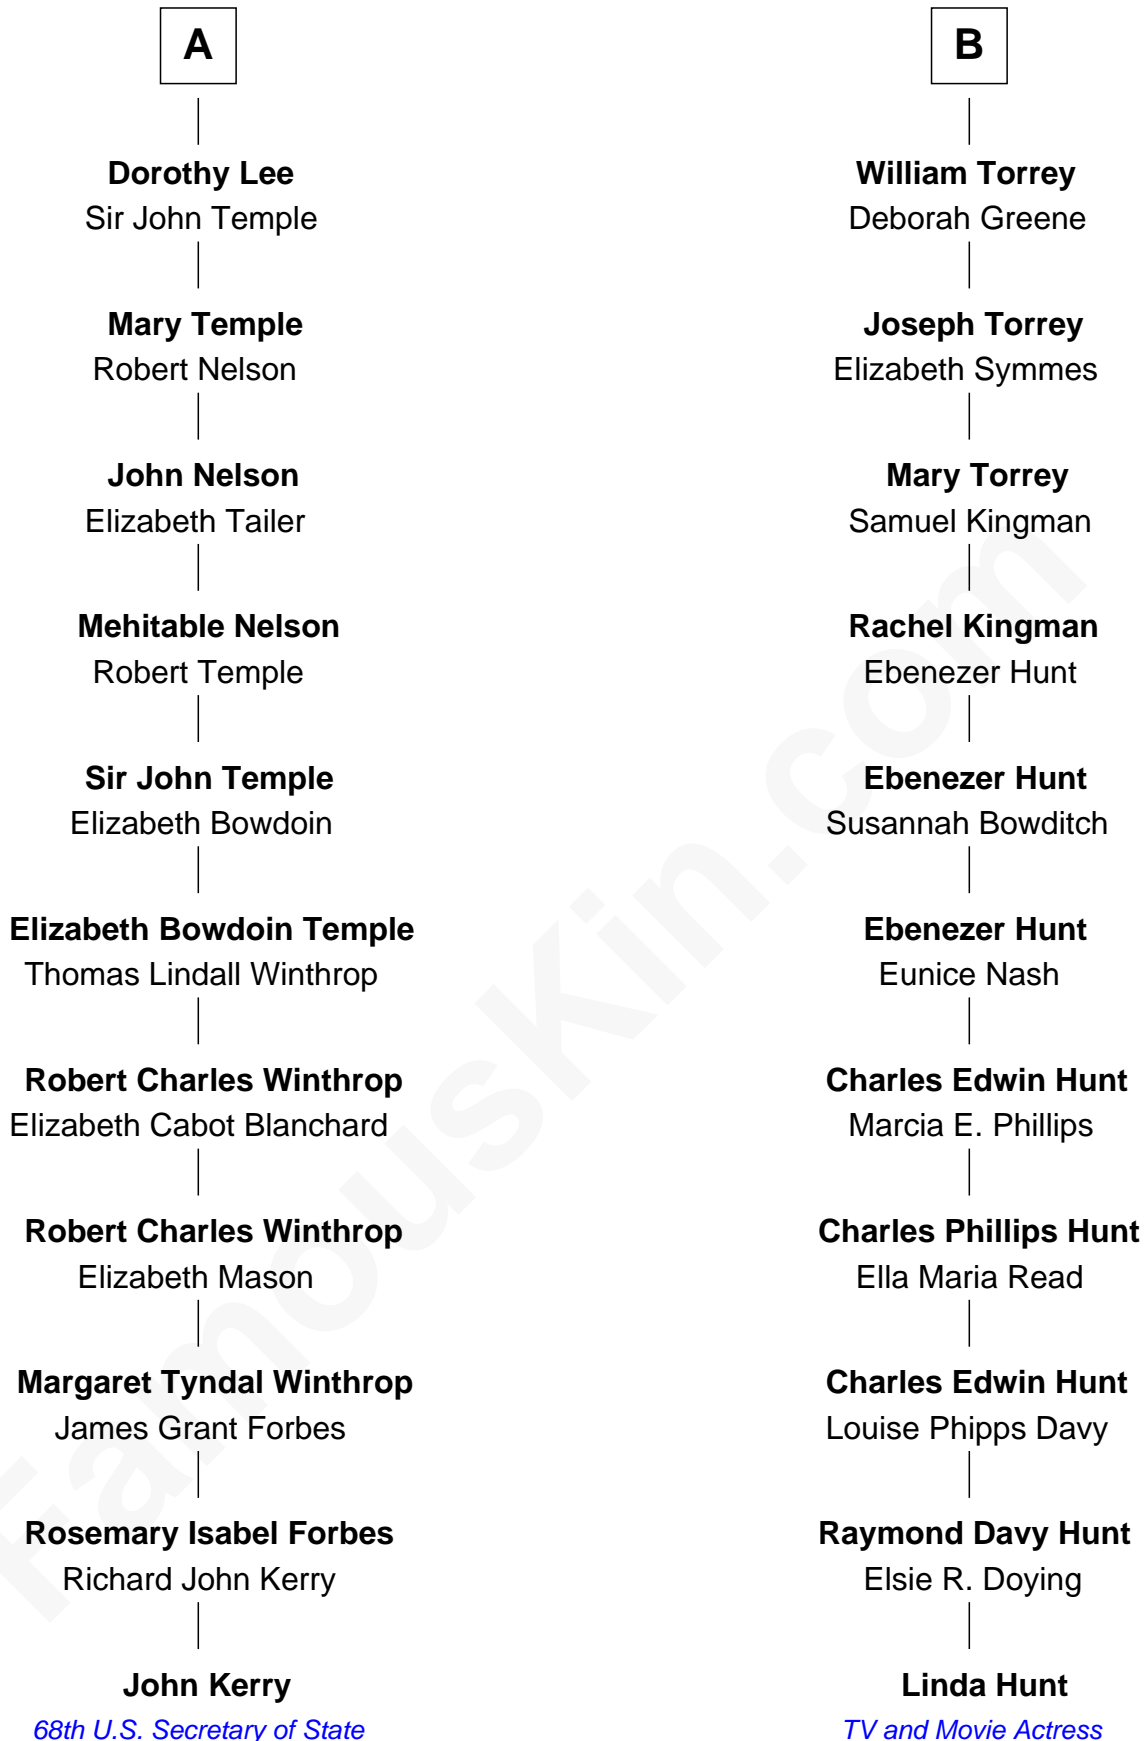 A
Dorothy Lee
Sir John Temple
Mary Temple
Robert Nelson
John Nelson
Elizabeth Tailer
Mehitable Nelson
Robert Temple
Sir John Temple
Elizabeth Bowdoin
Elizabeth Bowdoin Temple
Thomas Lindall Winthrop
Robert Charles Winthrop
Elizabeth Cabot Blanchard
Robert Charles Winthrop
Elizabeth Mason
Margaret Tyndal Winthrop
James Grant Forbes
Rosemary Isabel Forbes
Richard John Kerry
John Kerry
68th U.S. Secretary of State
B
William Torrey
Deborah Greene
Joseph Torrey
Elizabeth Symmes
Mary Torrey
Samuel Kingman
Rachel Kingman
Ebenezer Hunt
Ebenezer Hunt
Susannah Bowditch
Ebenezer Hunt
Eunice Nash
Charles Edwin Hunt
Marcia E. Phillips
Charles Phillips Hunt
Ella Maria Read
Charles Edwin Hunt
Louise Phipps Davy
Raymond Davy Hunt
Elsie R. Doying
Linda Hunt
TV and Movie Actress
FamousKin.com